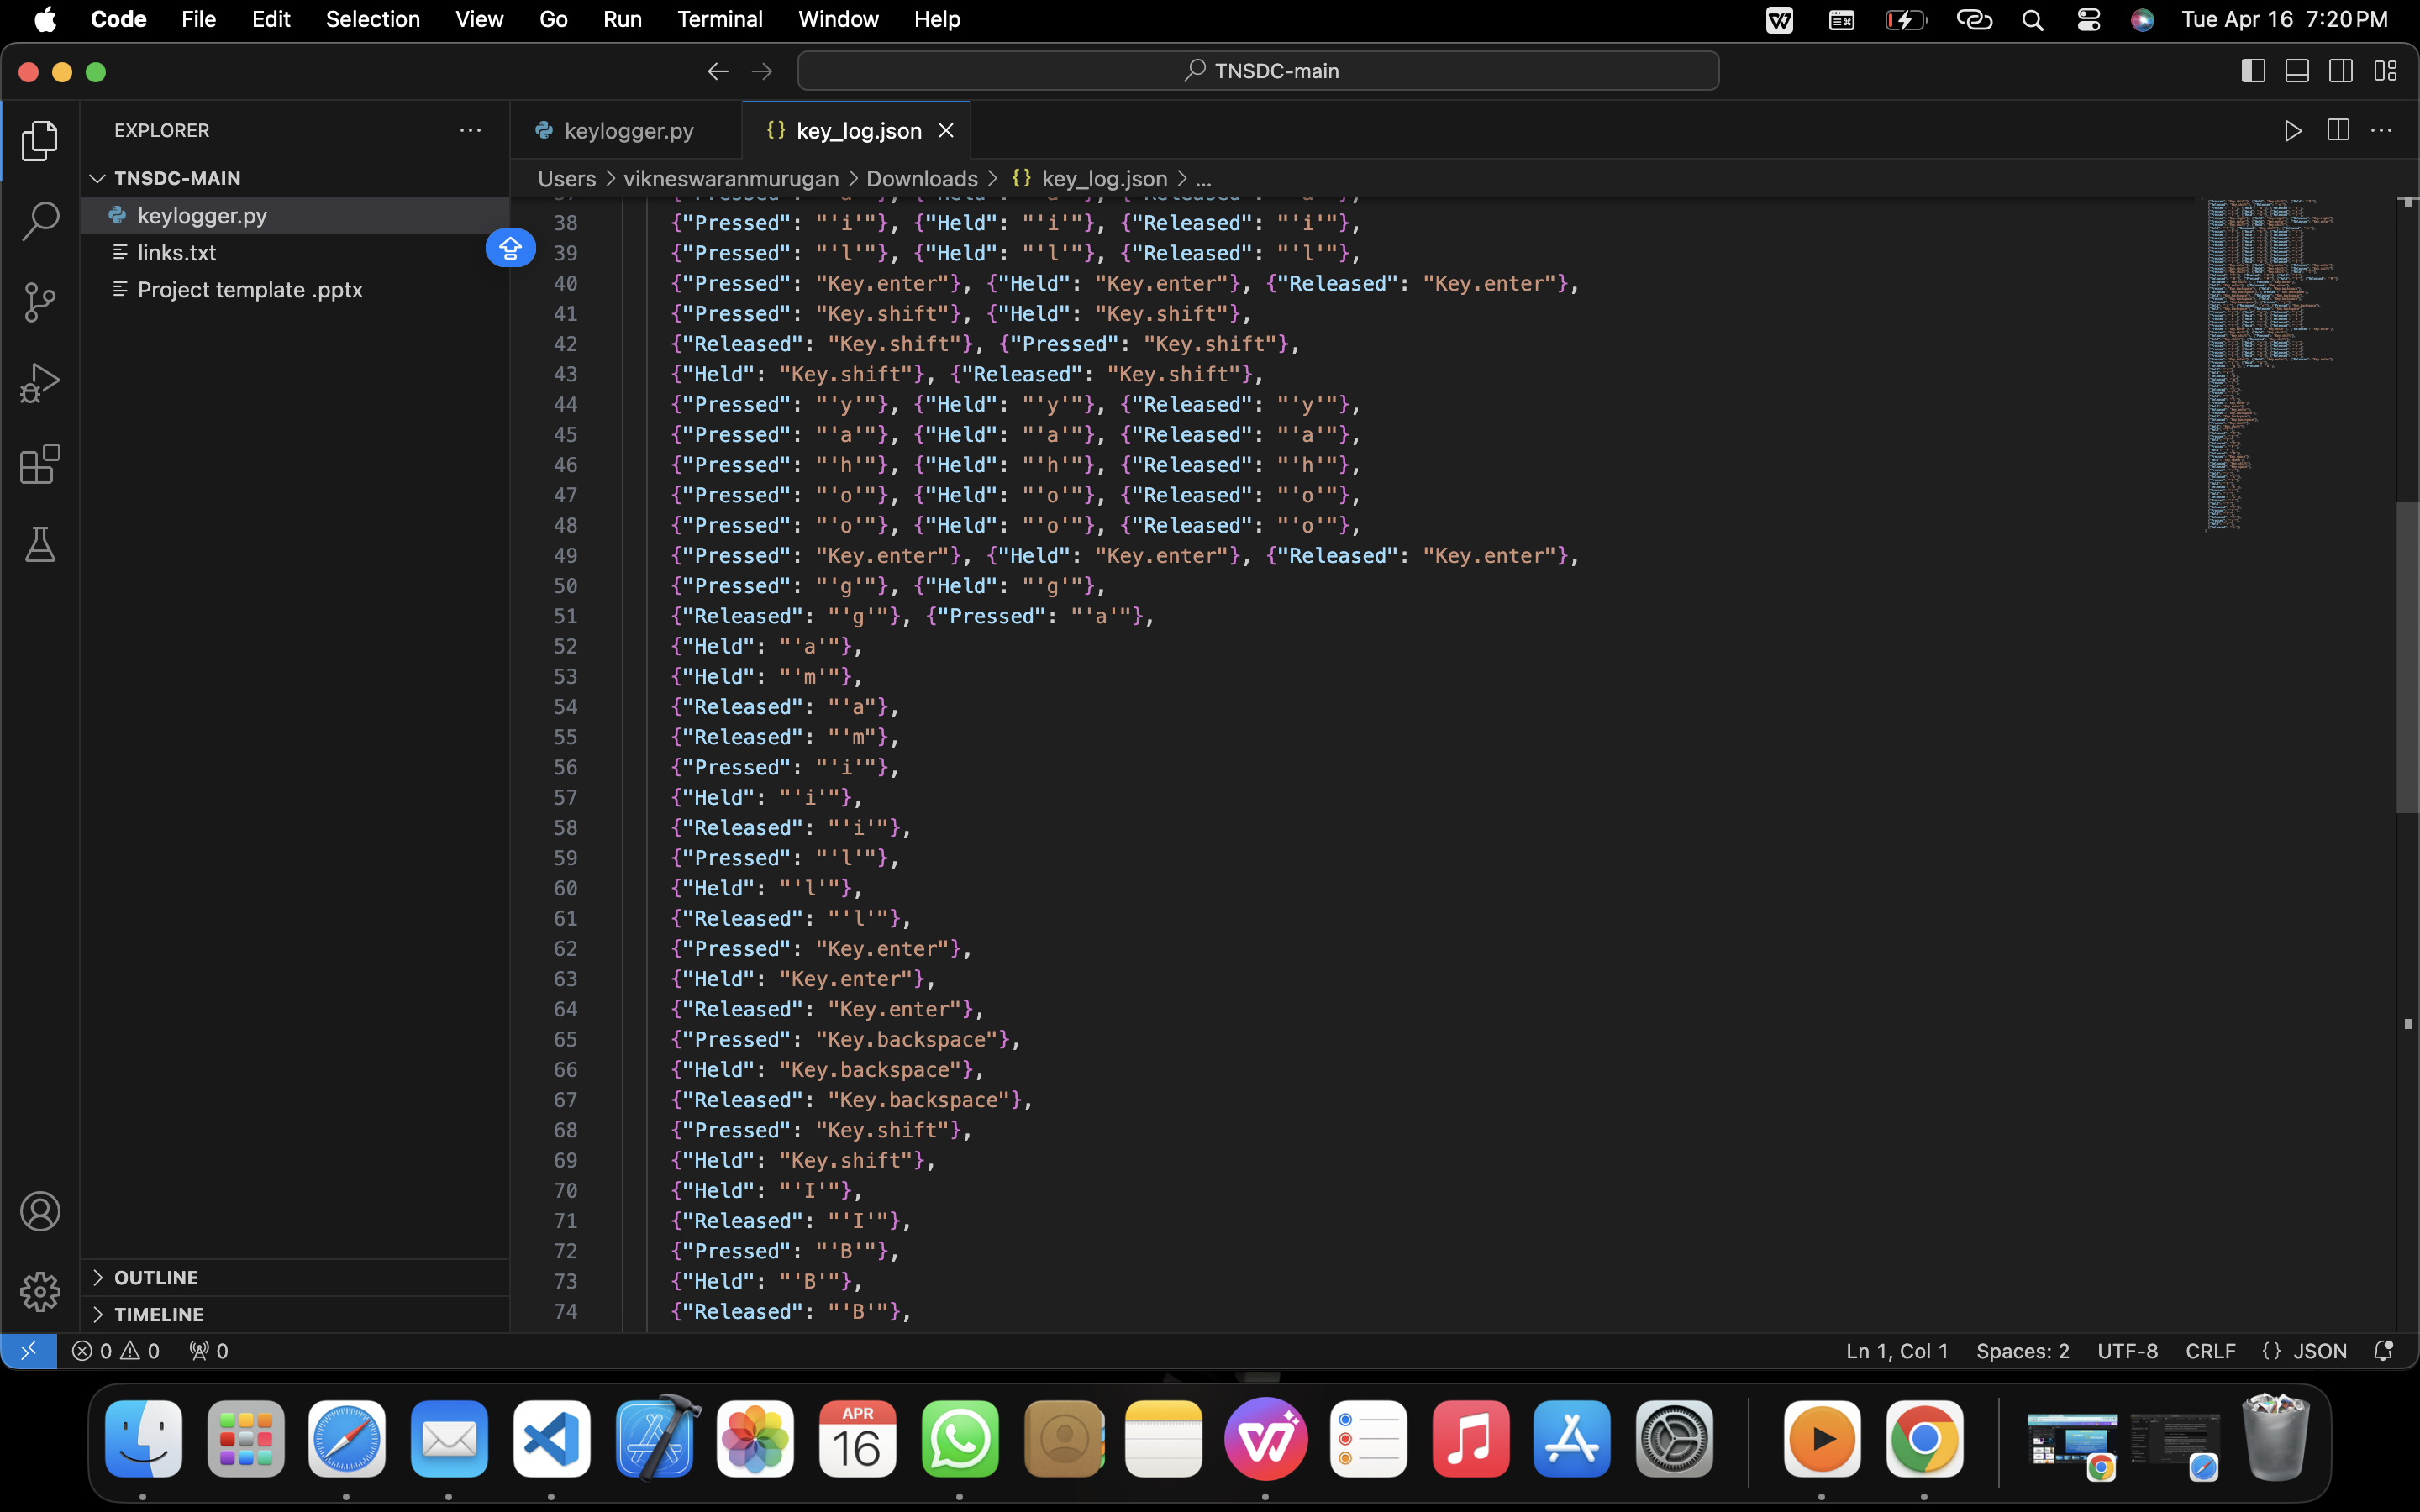 Code File Edit Selection View Go Run Terminal Window Help Tue Apr 16 7:20 PM
TNSDC-main
EXPLORER
TNSDC-MAIN
keylogger.py
links.txt
Project template .pptx
OUTLINE
TIMELINE
keylogger.py key_log.json
Users > vikneswaranmurugan > Downloads > {} key_log.json > ...
38 {"Pressed": "'i'"}, {"Held": "'i'"}, {"Released": "'i'"},
39 {"Pressed": "'l'"}, {"Held": "'l'"}, {"Released": "'l'"},
40 {"Pressed": "Key.enter"}, {"Held": "Key.enter"}, {"Released": "Key.enter"},
41 {"Pressed": "Key.shift"}, {"Held": "Key.shift"},
42 {"Released": "Key.shift"}, {"Pressed": "Key.shift"},
43 {"Held": "Key.shift"}, {"Released": "Key.shift"},
44 {"Pressed": "'y'"}, {"Held": "'y'"}, {"Released": "'y'"},
45 {"Pressed": "'a'"}, {"Held": "'a'"}, {"Released": "'a'"},
46 {"Pressed": "'h'"}, {"Held": "'h'"}, {"Released": "'h'"},
47 {"Pressed": "'o'"}, {"Held": "'o'"}, {"Released": "'o'"},
48 {"Pressed": "'o'"}, {"Held": "'o'"}, {"Released": "'o'"},
49 {"Pressed": "Key.enter"}, {"Held": "Key.enter"}, {"Released": "Key.enter"},
50 {"Pressed": "'g'"}, {"Held": "'g'"},
51 {"Released": "'g'"}, {"Pressed": "'a'"},
52 {"Held": "'a'"},
53 {"Held": "'m'"},
54 {"Released": "'a"},
55 {"Released": "'m"},
56 {"Pressed": "'i'"},
57 {"Held": "'i'"},
58 {"Released": "'i'"},
59 {"Pressed": "'l'"},
60 {"Held": "'l'"},
61 {"Released": "'l'"},
62 {"Pressed": "Key.enter"},
63 {"Held": "Key.enter"},
64 {"Released": "Key.enter"},
65 {"Pressed": "Key.backspace"},
66 {"Held": "Key.backspace"},
67 {"Released": "Key.backspace"},
68 {"Pressed": "Key.shift"},
69 {"Held": "Key.shift"},
70 {"Held": "'I'"},
71 {"Released": "'I'"},
72 {"Pressed": "'B'"},
73 {"Held": "'B'"},
74 {"Released": "'B'"},
0 0 0 Ln 1, Col 1 Spaces: 2 UTF-8 CRLF {} JSON
APR
16